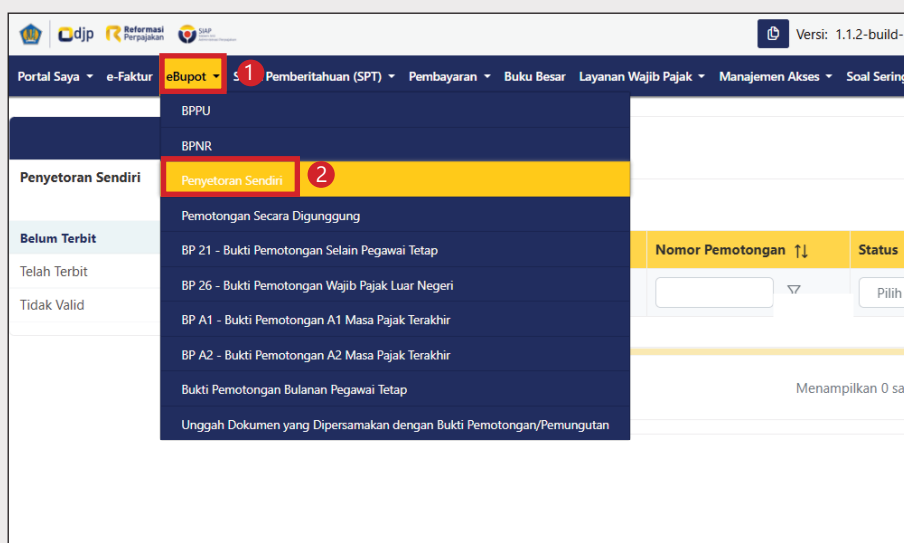 djp Reformasi Perpajakan SIAP
Versi: 1.1.2-build-
Portal Saya e-Faktur eBupot 1 Pemberitahuan (SPT) Pembayaran Buku Besar Layanan Wajib Pajak Manajemen Akses Soal Sering
BPPU
BPNR
Penyetoran Sendiri
Penyetoran Sendiri 2
Pemotongan Secara Digunggung
Belum Terbit
BP 21 - Bukti Pemotongan Selain Pegawai Tetap
Nomor Pemotongan ↑↓ Status
Telah Terbit
BP 26 - Bukti Pemotongan Wajib Pajak Luar Negeri
Pilih
Tidak Valid
BP A1 - Bukti Pemotongan A1 Masa Pajak Terakhir
BP A2 - Bukti Pemotongan A2 Masa Pajak Terakhir
Bukti Pemotongan Bulanan Pegawai Tetap
Menampilkan 0 sa
Unggah Dokumen yang Dipersamakan dengan Bukti Pemotongan/Pemungutan